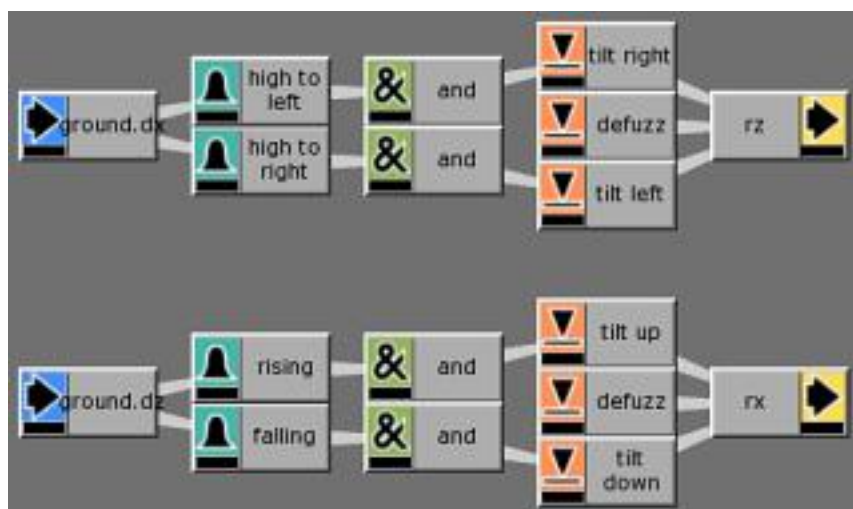 tilt right
high to
left
&
and
ground.dx
defuzz
rz
high to
right
&
and
tilt left
tilt up
rising
&
and
ground.dz
defuzz
rx
falling
&
and
tilt
down